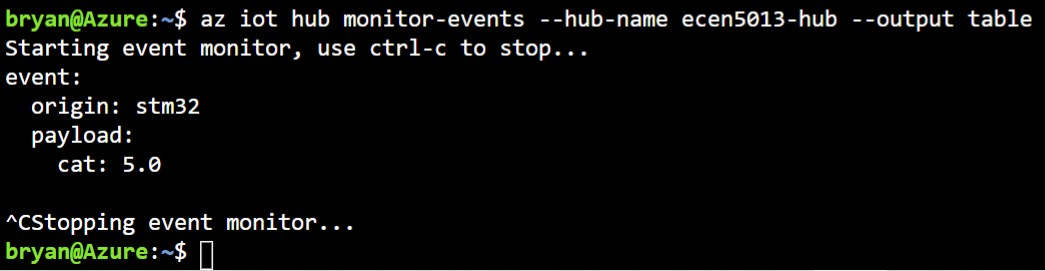 bryan@Azure:~$ az iot hub monitor-events --hub-name ecen5013-hub --output table
Starting event monitor, use ctrl-c to stop...
event:
  origin: stm32
  payload:
    cat: 5.0

^CStopping event monitor...
bryan@Azure:~$